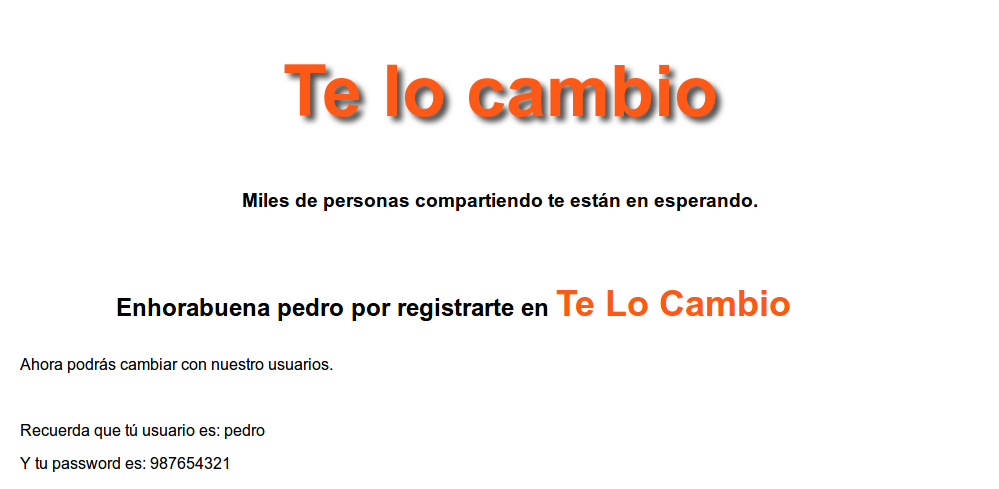 Te lo cambio
Miles de personas compartiendo te están en esperando.
Enhorabuena pedro por registrarte en Te Lo Cambio
Ahora podrás cambiar con nuestro usuarios.
Recuerda que tú usuario es: pedro
Y tu password es: 987654321